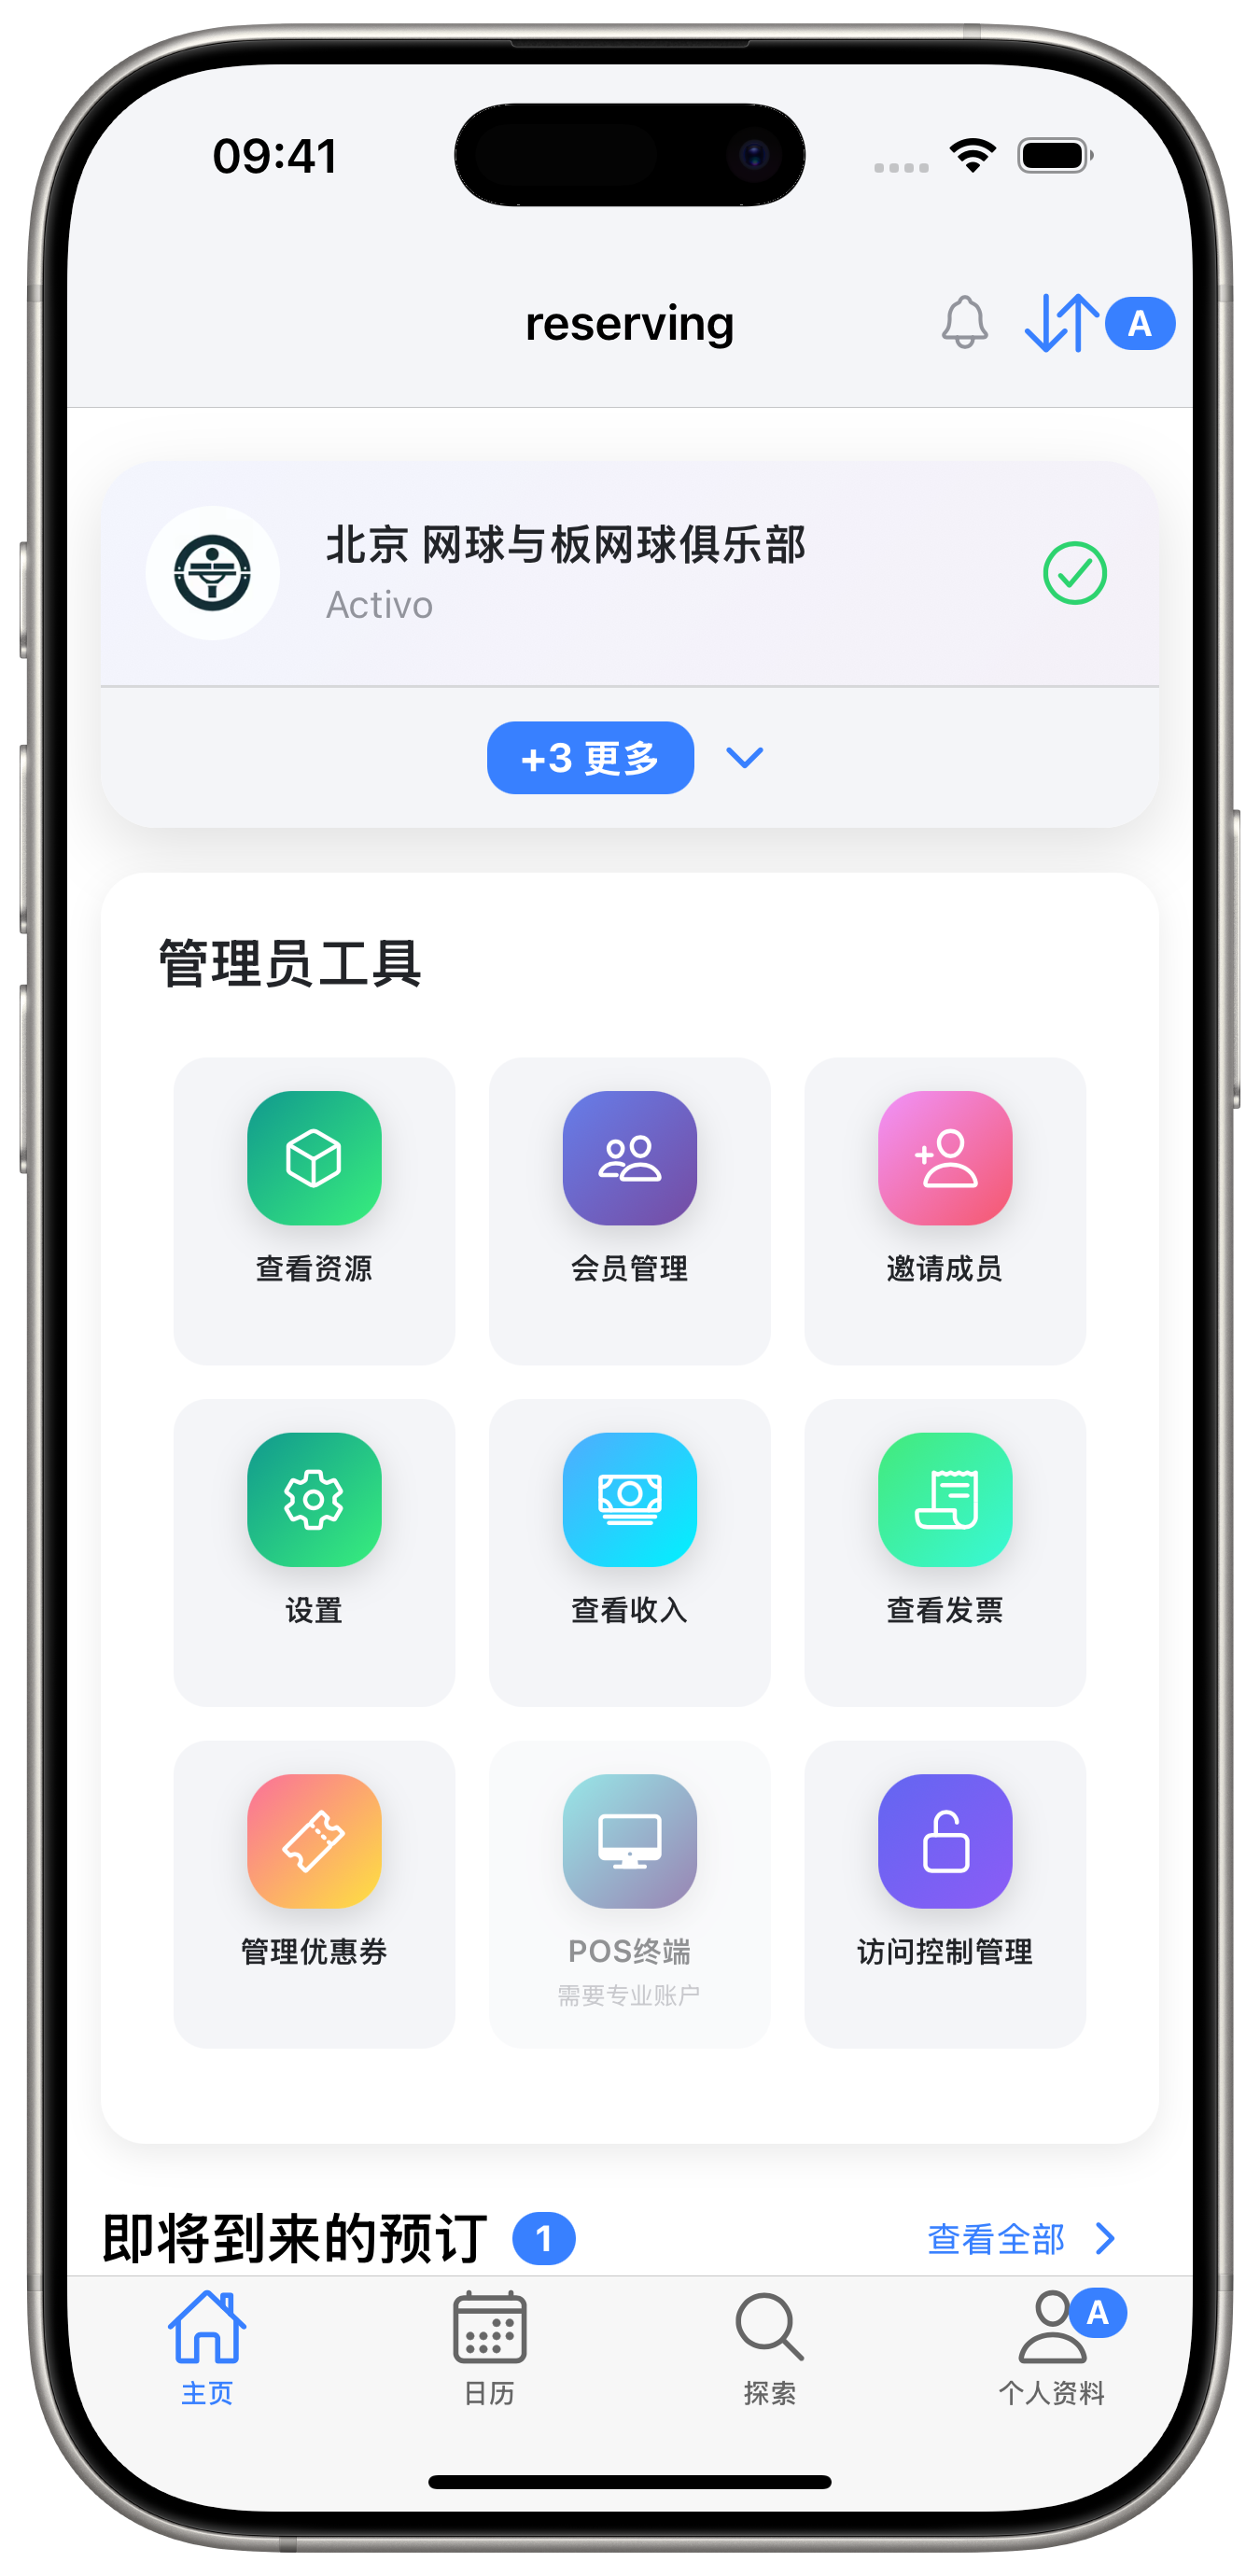 09:41
reserving
A
北京 网球与板网球俱乐部
Activo
+3 更多
管理员工具
查看资源
会员管理
邀请成员
设置
查看收入
查看发票
管理优惠券
POS终端
需要专业账户
访问控制管理
即将到来的预订 1
查看全部
A
主页
日历
探索
个人资料